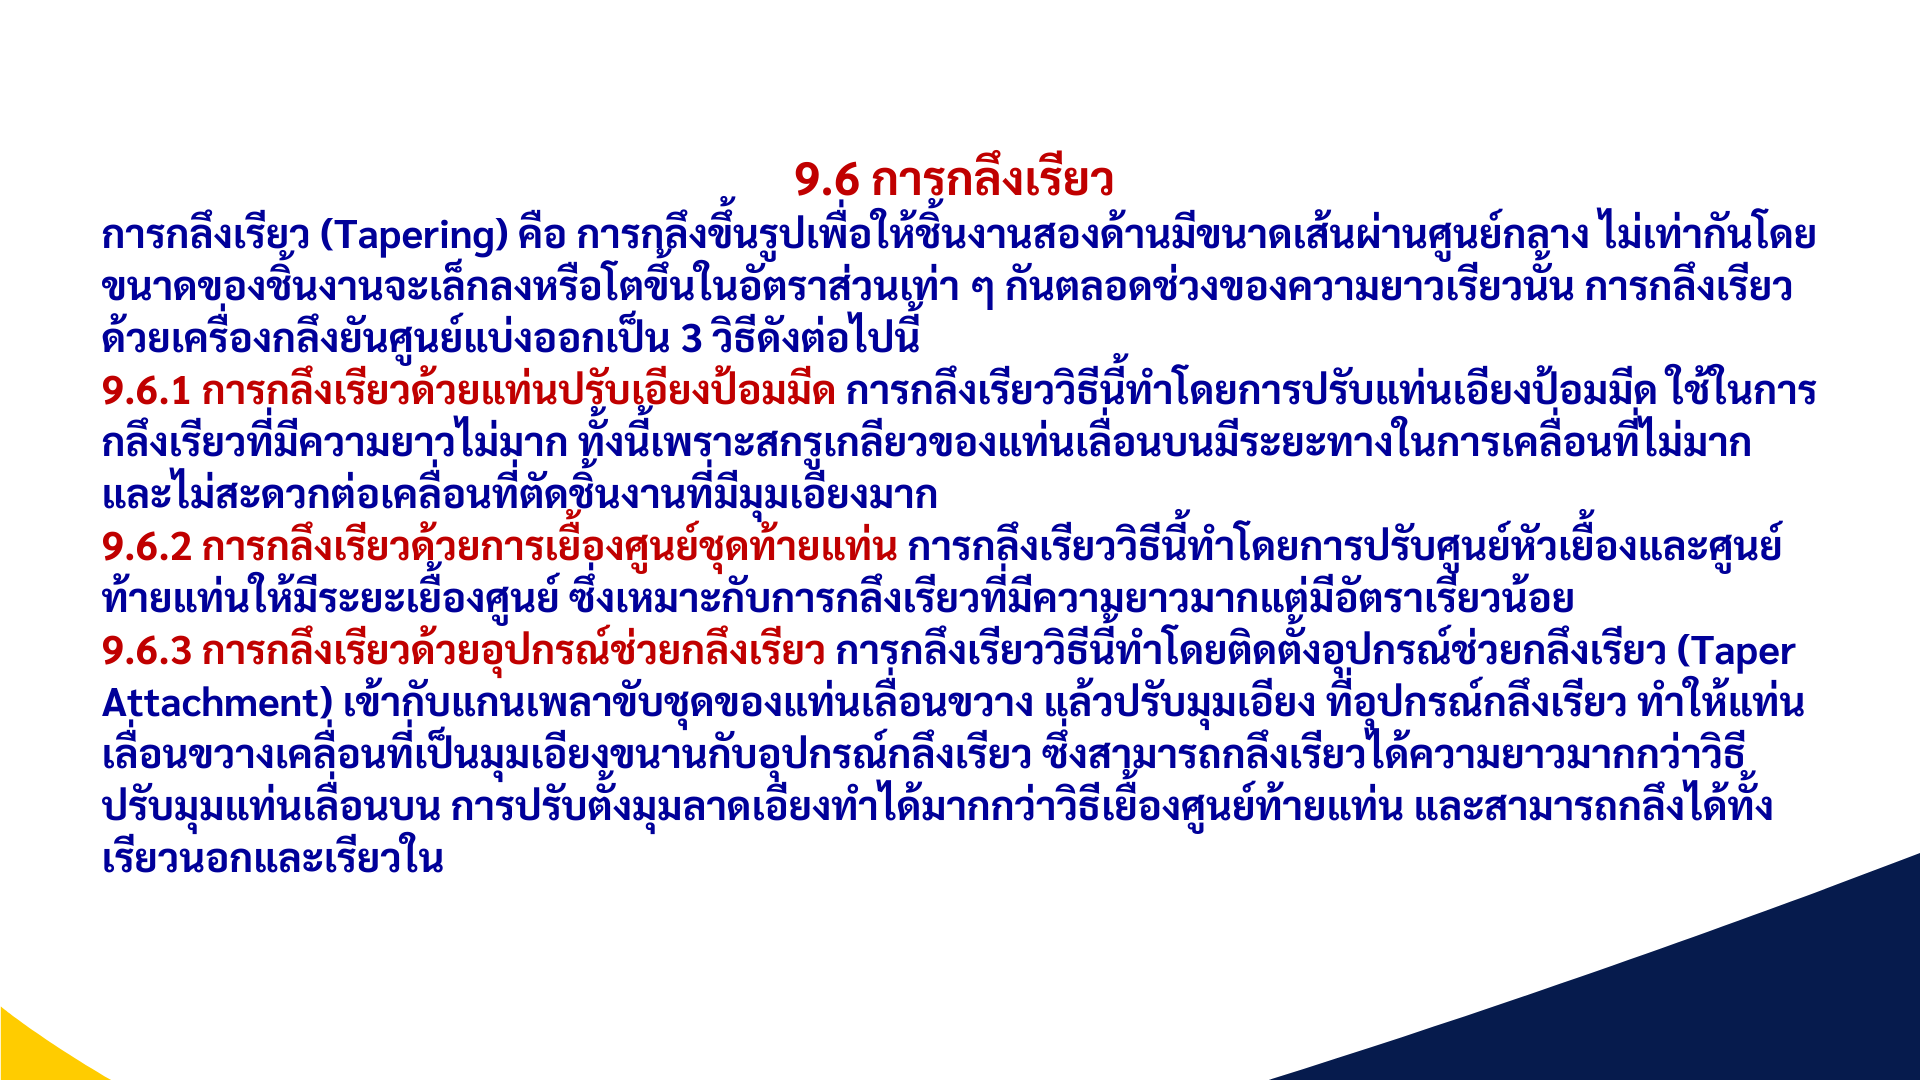 9.6 การกลึงเรียว
การกลึงเรียว (Tapering) คือ การกลึงขึ้นรูปเพื่อให้ชิ้นงานสองด้านมีขนาดเส้นผ่านศูนย์กลาง ไม่เท่ากันโดย
ขนาดของชิ้นงานจะเล็กลงหรือโตขึ้นในอัตราส่วนเท่า ๆ กันตลอดช่วงของความยาวเรียวนั้น การกลึงเรียว
ด้วยเครื่องกลึงยันศูนย์แบ่งออกเป็น 3 วิธีดังต่อไปนี้
9.6.1 การกลึงเรียวด้วยแท่นปรับเอียงป้อมมีด การกลึงเรียววิธีนี้ทำโดยการปรับแท่นเอียงป้อมมีด ใช้ในการ
กลึงเรียวที่มีความยาวไม่มาก ทั้งนี้เพราะสกรูเกลียวของแท่นเลื่อนบนมีระยะทางในการเคลื่อนที่ไม่มาก
และไม่สะดวกต่อเคลื่อนที่ตัดชิ้นงานที่มีมุมเอียงมาก
9.6.2 การกลึงเรียวด้วยการเยื้องศูนย์ชุดท้ายแท่น การกลึงเรียววิธีนี้ทำโดยการปรับศูนย์หัวเยื้องและศูนย์
ท้ายแท่นให้มีระยะเยื้องศูนย์ ซึ่งเหมาะกับการกลึงเรียวที่มีความยาวมากแต่มีอัตราเรียวน้อย
9.6.3 การกลึงเรียวด้วยอุปกรณ์ช่วยกลึงเรียว การกลึงเรียววิธีนี้ทำโดยติดตั้งอุปกรณ์ช่วยกลึงเรียว (Taper
Attachment) เข้ากับแกนเพลาขับชุดของแท่นเลื่อนขวาง แล้วปรับมุมเอียง ที่อุปกรณ์กลึงเรียว ทำให้แท่น
เลื่อนขวางเคลื่อนที่เป็นมุมเอียงขนานกับอุปกรณ์กลึงเรียว ซึ่งสามารถกลึงเรียวได้ความยาวมากกว่าวิธี
ปรับมุมแท่นเลื่อนบน การปรับตั้งมุมลาดเอียงทำได้มากกว่าวิธีเยื้องศูนย์ท้ายแท่น และสามารถกลึงได้ทั้ง
เรียวนอกและเรียวใน